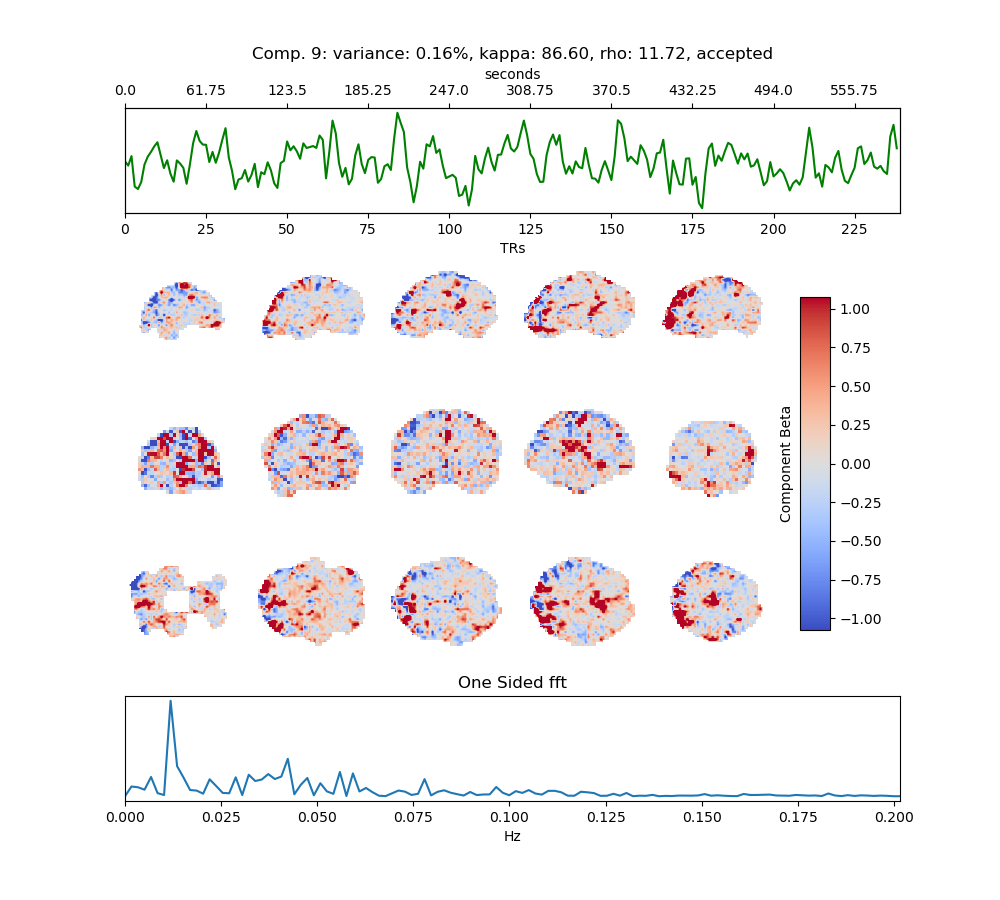 Comp. 9: variance: 0.16%, kappa: 86.60, rho: 11.72, accepted
seconds
0.0 61.75 123.5 185.25 247.0 308.75 370.5 432.25 494.0 555.75
0 25 50 75 100 125 150 175 200 225
TRs
1.00
0.75
0.50
0.25
0.00
−0.25
−0.50
−0.75
−1.00
Component Beta
One Sided fft
0.000 0.025 0.050 0.075 0.100 0.125 0.150 0.175 0.200
Hz